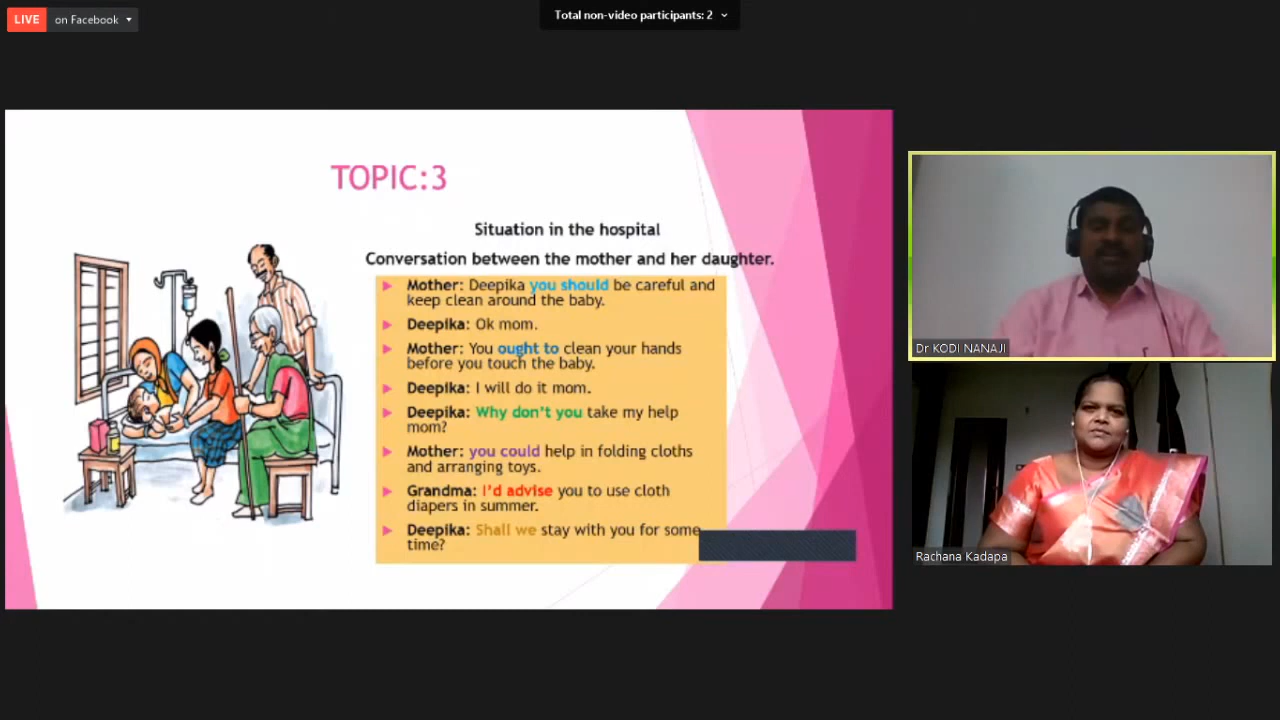 LIVE on Facebook
Total non-video participants: 2
TOPIC:3
Situation in the hospital
Conversation between the mother and her daughter.
Mother: Deepika you should be careful and
keep clean around the baby.
Deepika: Ok mom.
Mother: You ought to clean your hands
before you touch the baby.
Deepika: I will do it mom.
Deepika: Why don't you take my help
mom?
Mother: you could help in folding cloths
and arranging toys.
Grandma: I'd advise you to use cloth
diapers in summer.
Deepika: Shall we stay with you for some
time?
Dr KODI NANAJI
Rachana Kadapa